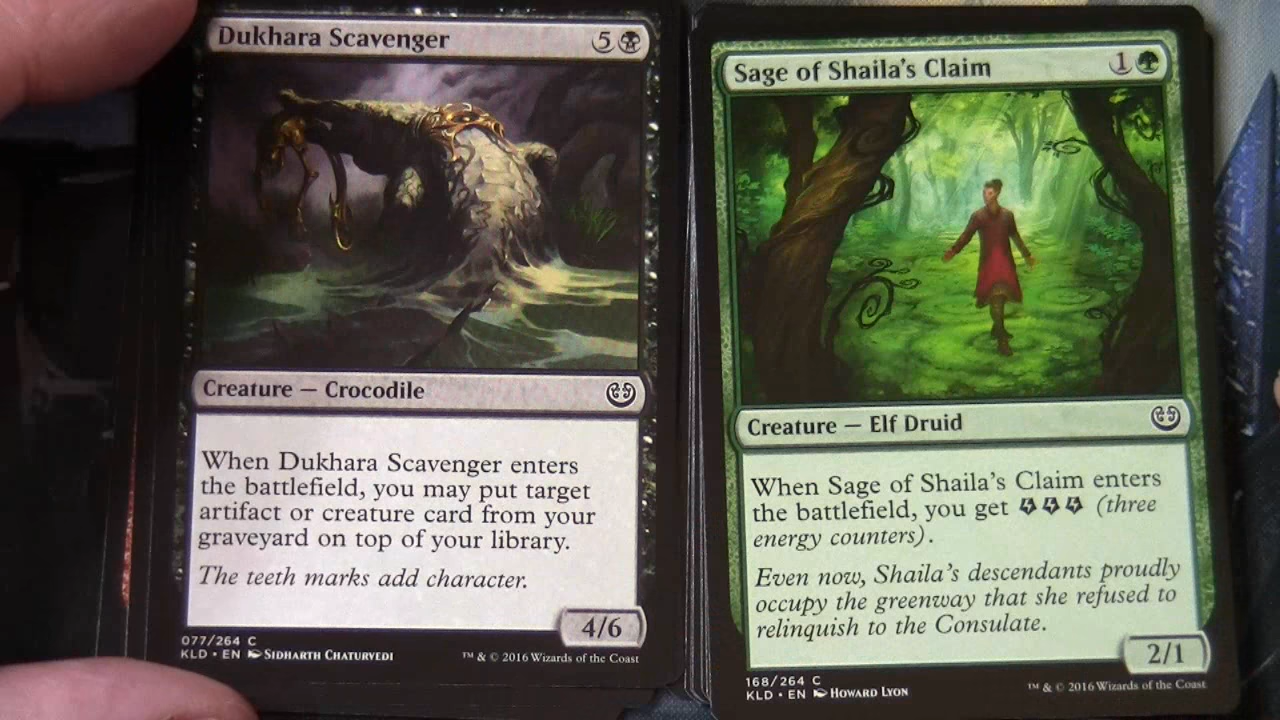 Dukhara Scavenger 5
Creature — Crocodile
When Dukhara Scavenger enters
the battlefield, you may put target
artifact or creature card from your
graveyard on top of your library.
The teeth marks add character.
4/6
077/264 C
KLD • EN SIDHARTH CHATURVEDI
™ & © 2016 Wizards of the Coast
Sage of Shaila's Claim 1
Creature — Elf Druid
When Sage of Shaila's Claim enters
the battlefield, you get (three
energy counters).
Even now, Shaila's descendants proudly
occupy the greenway that she refused to
relinquish to the Consulate.
2/1
168/264 C
KLD • EN HOWARD LYON
™ & © 2016 Wizards of the Coast